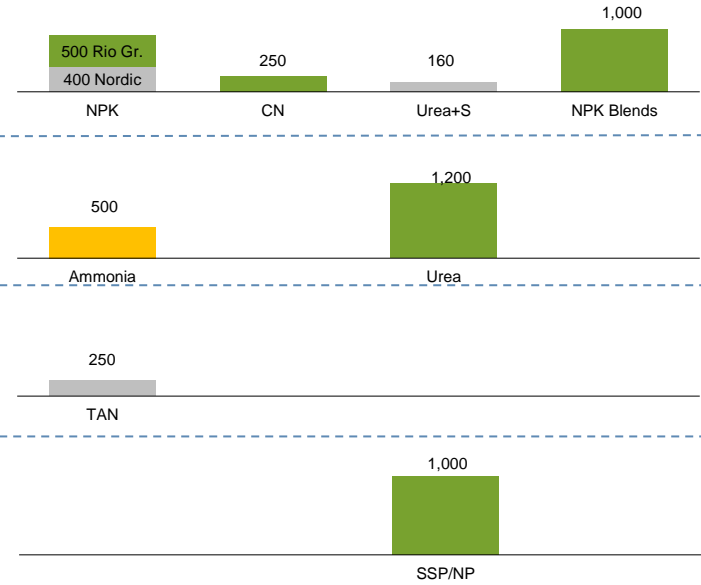 1,000
500 Rio Gr.
400 Nordic
250
160
NPK
CN
Urea+S
NPK Blends
1,200
500
Ammonia
Urea
250
TAN
1,000
SSP/NP